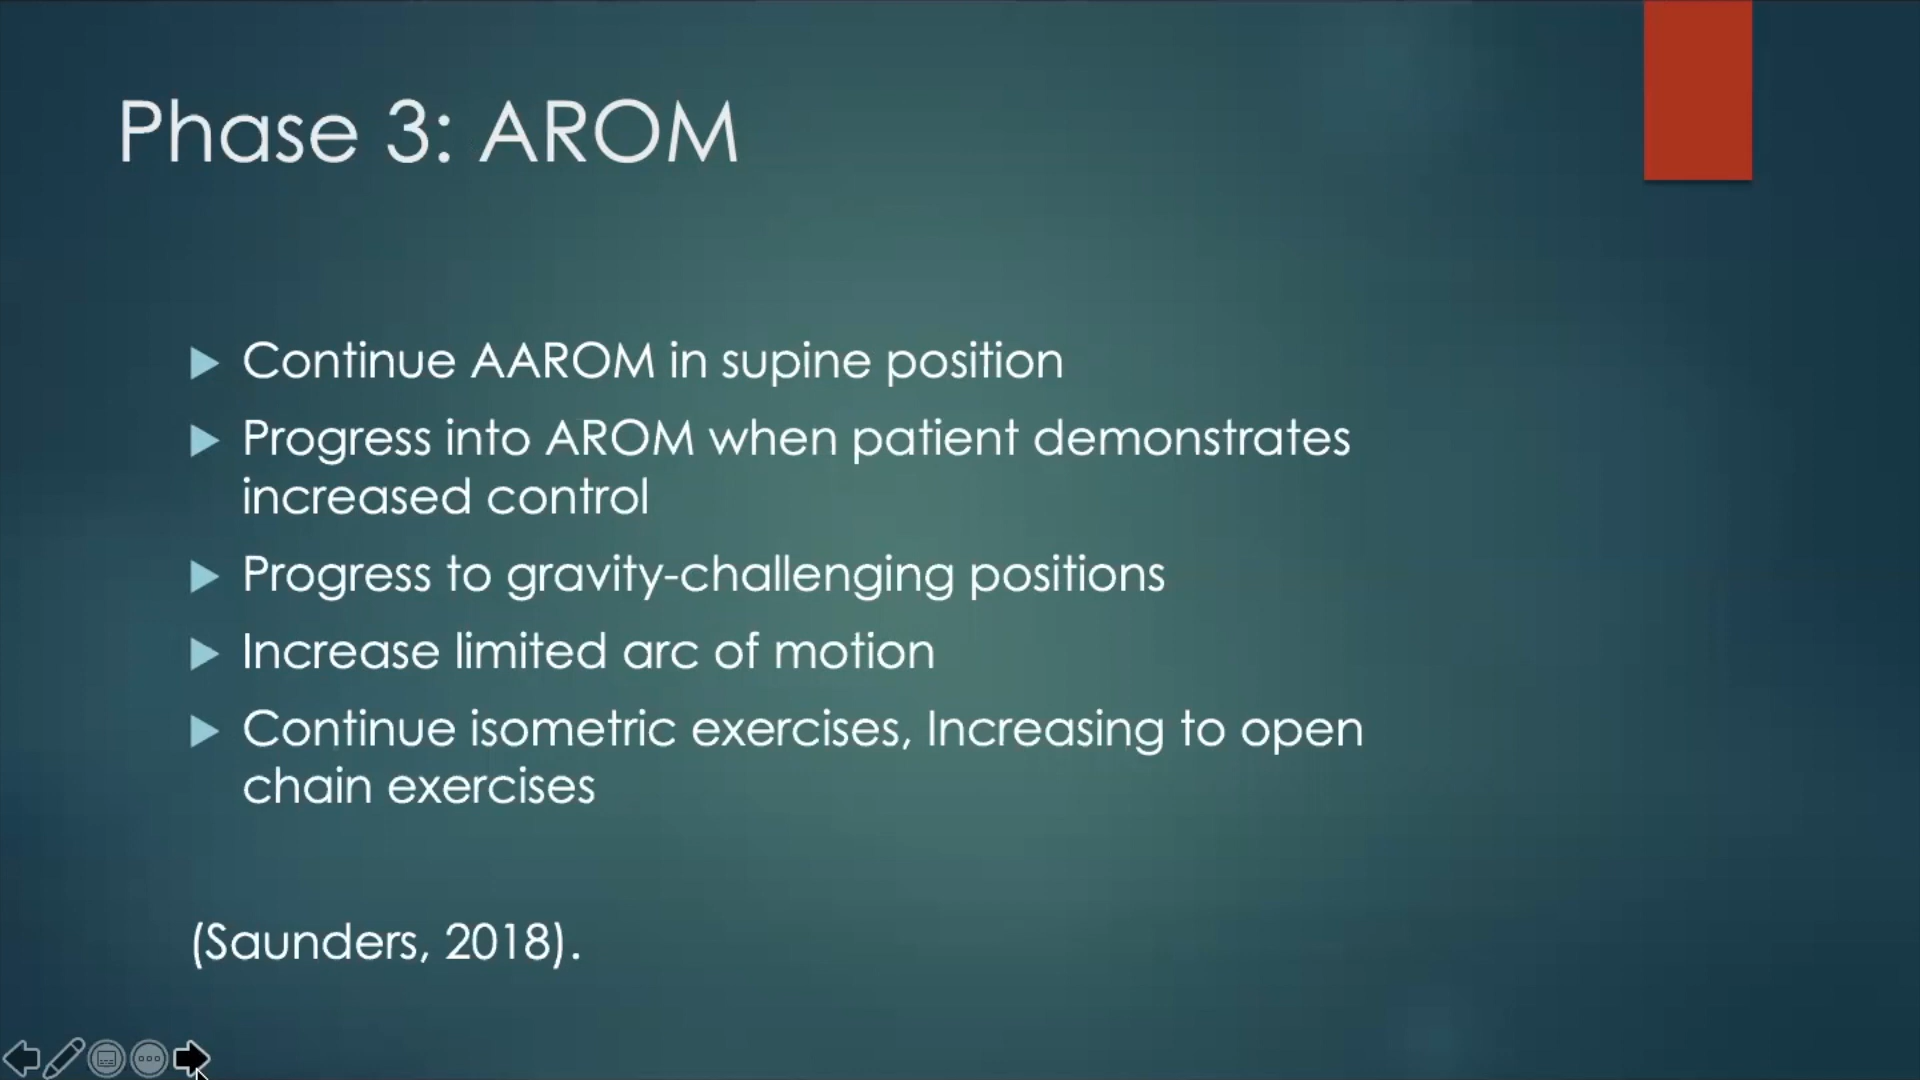 Phase 3: AROM
Continue AAROM in supine position
Progress into AROM when patient demonstrates
increased control
Progress to gravity-challenging positions
Increase limited arc of motion
Continue isometric exercises, Increasing to open
chain exercises
(Saunders, 2018).